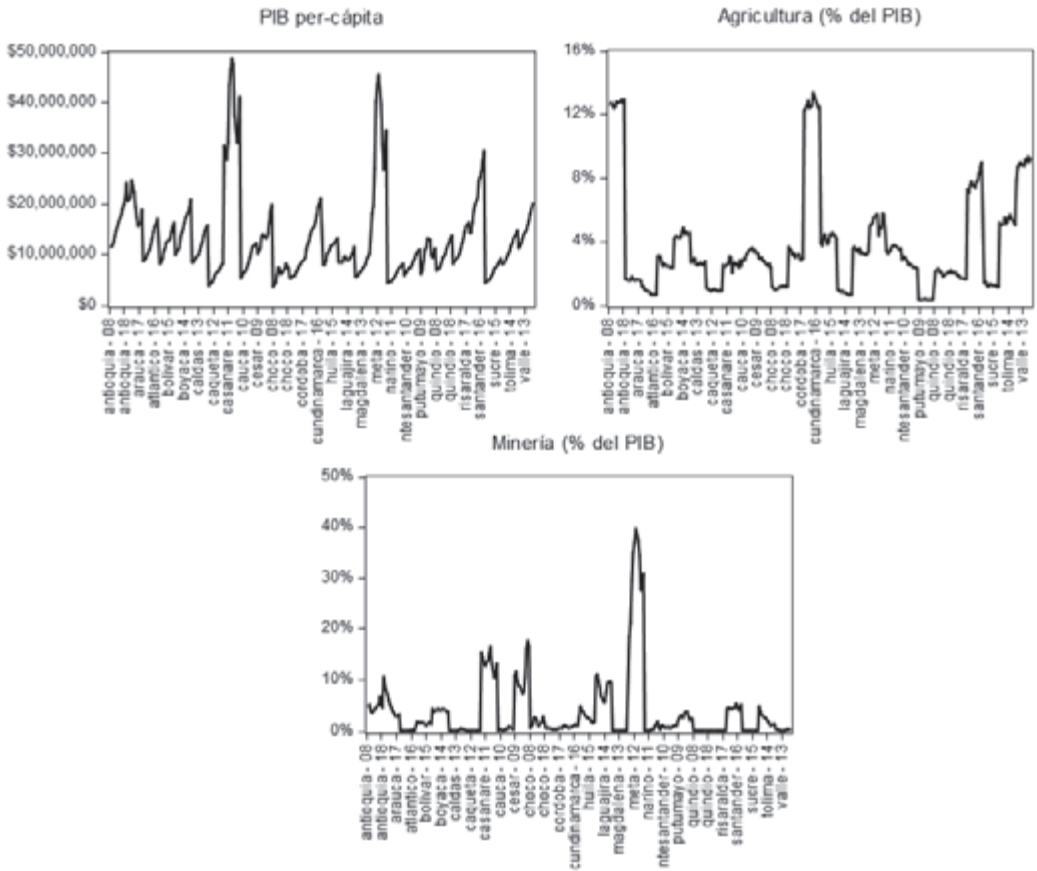 PIB per-cápita
$50,000,000
$40,000,000
$30,000,000
$20,000,000
$10,000,000
$0
antioquia - 08
antioquia - 18
arauca - 17
atlantico - 16
bolivar - 15
boyaca - 14
caldas - 13
caqueta - 12
casanare - 11
cauca - 10
cesar - 09
choco - 08
choco - 18
cordoba - 17
cundinamarca - 16
huila - 15
laguajira - 14
magdalena - 13
meta - 12
narino - 11
ntesantander - 10
putumayo - 09
quindio - 08
quindio - 18
risaralda - 17
santander - 16
sucre - 15
tolima - 14
valle - 13
Agricultura (% del PIB)
16%
12%
8%
4%
0%
antioquia - 08
antioquia - 18
arauca - 17
atlantico - 16
bolivar - 15
boyaca - 14
caldas - 13
caqueta - 12
casanare - 11
cauca - 10
cesar - 09
choco - 08
choco - 18
cordoba - 17
cundinamarca - 16
huila - 15
laguajira - 14
magdalena - 13
meta - 12
narino - 11
ntesantander - 10
putumayo - 09
quindio - 08
quindio - 18
risaralda - 17
santander - 16
sucre - 15
tolima - 14
valle - 13
Minería (% del PIB)
50%
40%
30%
20%
10%
0%
antioquia - 08
antioquia - 18
arauca - 17
atlantico - 16
bolivar - 15
boyaca - 14
caldas - 13
caqueta - 12
casanare - 11
cauca - 10
cesar - 09
choco - 08
choco - 18
cordoba - 17
cundinamarca - 16
huila - 15
laguajira - 14
magdalena - 13
meta - 12
narino - 11
ntesantander - 10
putumayo - 09
quindio - 08
quindio - 18
risaralda - 17
santander - 16
sucre - 15
tolima - 14
valle - 13